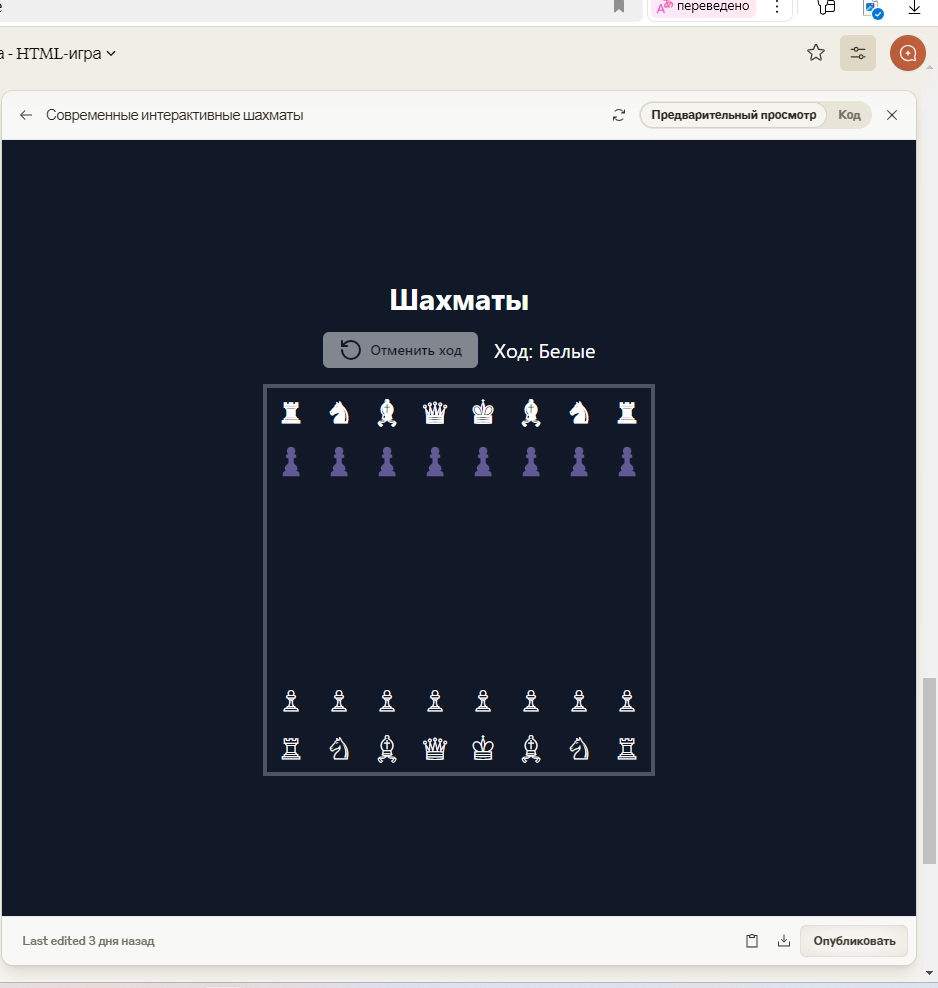 переведено
а - HTML-игра
Современные интерактивные шахматы
Предварительный просмотр
Код
Шахматы
Отменить ход
Ход: Белые
Last edited 3 дня назад
Опубликовать